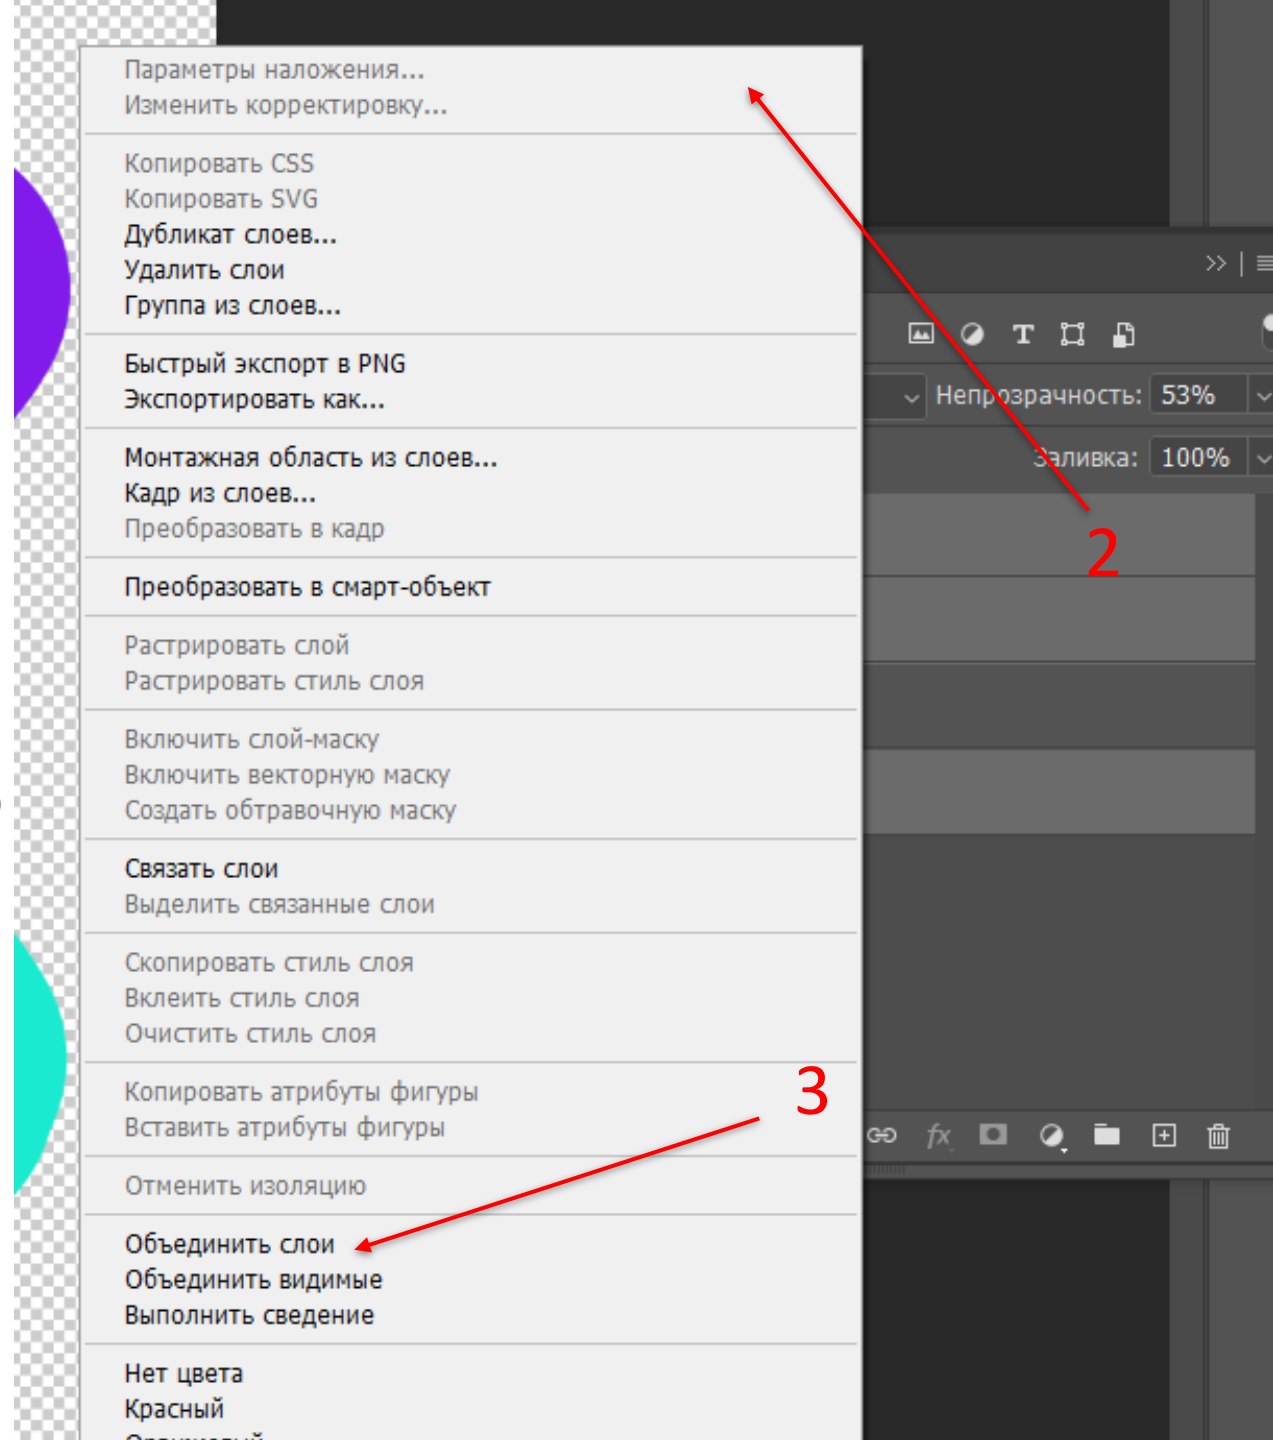 Параметры наложения...
Изменить корректировку...
Копировать CSS
Копировать SVG
Дубликат слоев...
Удалить слои
Группа из слоев...
Быстрый экспорт в PNG
Экспортировать как...
Монтажная область из слоев...
Кадр из слоев...
Преобразовать в кадр
Преобразовать в смарт-объект
Растрировать слой
Растрировать стиль слоя
Включить слой-маску
Включить векторную маску
Создать обтравочную маску
Связать слои
Выделить связанные слои
Скопировать стиль слоя
Вклеить стиль слоя
Очистить стиль слоя
Копировать атрибуты фигуры
Вставить атрибуты фигуры
Отменить изоляцию
Объединить слои
Объединить видимые
Выполнить сведение
Нет цвета
Красный
Непрозрачность: 53%
Заливка: 100%
2
3
fx